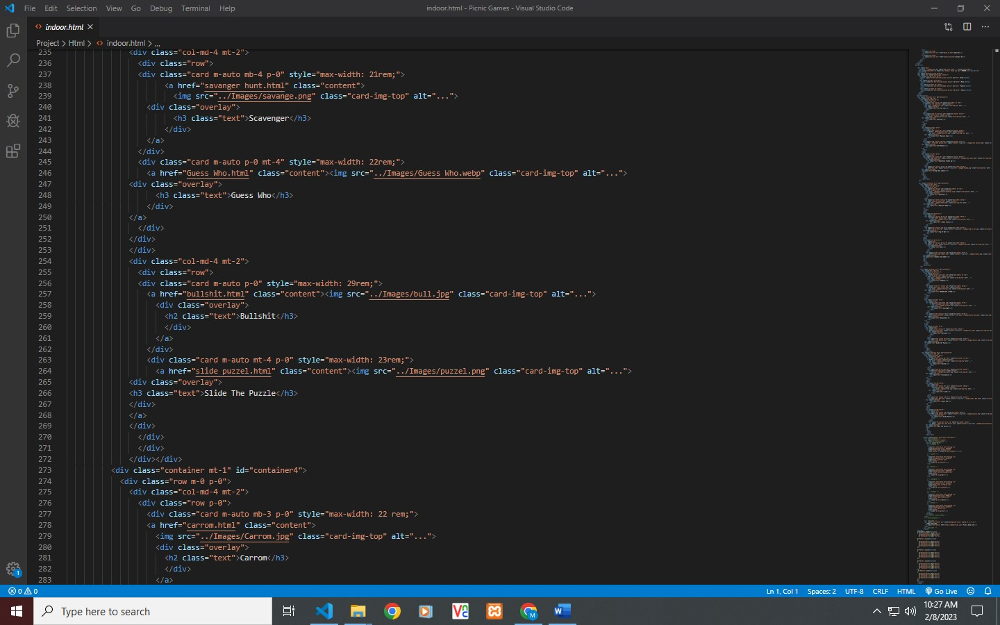 File Edit Selection View Go Debug Terminal Help indoor.html - Picnic Games - Visual Studio Code
indoor.html
Project > Html > indoor.html > ...
235 <div class="col-md-4 mt-2">
236 <div class="row">
237 <div class="card m-auto mb-4 p-0" style="max-width: 21rem;">
238 <a href="savanger hunt.html" class="content">
239 <img src="../Images/savange.png" class="card-img-top" alt="...">
240 <div class="overlay">
241 <h3 class="text">Scavenger</h3>
242 </div>
243 </a>
244 </div>
245 <div class="card m-auto p-0 mt-4" style="max-width: 22rem;">
246 <a href="Guess Who.html" class="content"><img src="../Images/Guess Who.webp" class="card-img-top" alt="...">
247 <div class="overlay">
248 <h3 class="text">Guess Who</h3>
249 </div>
250 </a>
251 </div>
252 </div>
253 </div>
254 <div class="col-md-4 mt-2">
255 <div class="row">
256 <div class="card m-auto p-0" style="max-width: 29rem;">
257 <a href="bullshit.html" class="content"><img src="../Images/bull.jpg" class="card-img-top" alt="...">
258 <div class="overlay">
259 <h2 class="text">Bullshit</h3>
260 </div>
261 </a>
262 </div>
263 <div class="card m-auto mt-4 p-0" style="max-width: 23rem;">
264 <a href="slide puzzel.html" class="content"><img src="../Images/puzzel.png" class="card-img-top" alt="...">
265 <div class="overlay">
266 <h3 class="text">Slide The Puzzle</h3>
267 </div>
268 </a>
269 </div>
270 </div>
271 </div>
272 </div></div>
273 <div class="container mt-1" id="container4">
274 <div class="row m-0 p-0">
275 <div class="col-md-4 mt-2">
276 <div class="row p-0">
277 <div class="card m-auto mb-3 p-0" style="max-width: 22 rem;">
278 <a href="carrom.html" class="content">
279 <img src="../Images/Carrom.jpg" class="card-img-top" alt="...">
280 <div class="overlay">
281 <h2 class="text">Carrom</h3>
282 </div>
283 </a>
1
0 0 Ln 1, Col 1 Spaces: 2 UTF-8 CRLF HTML Go Live
Type here to search
10:27 AM
2/8/2023